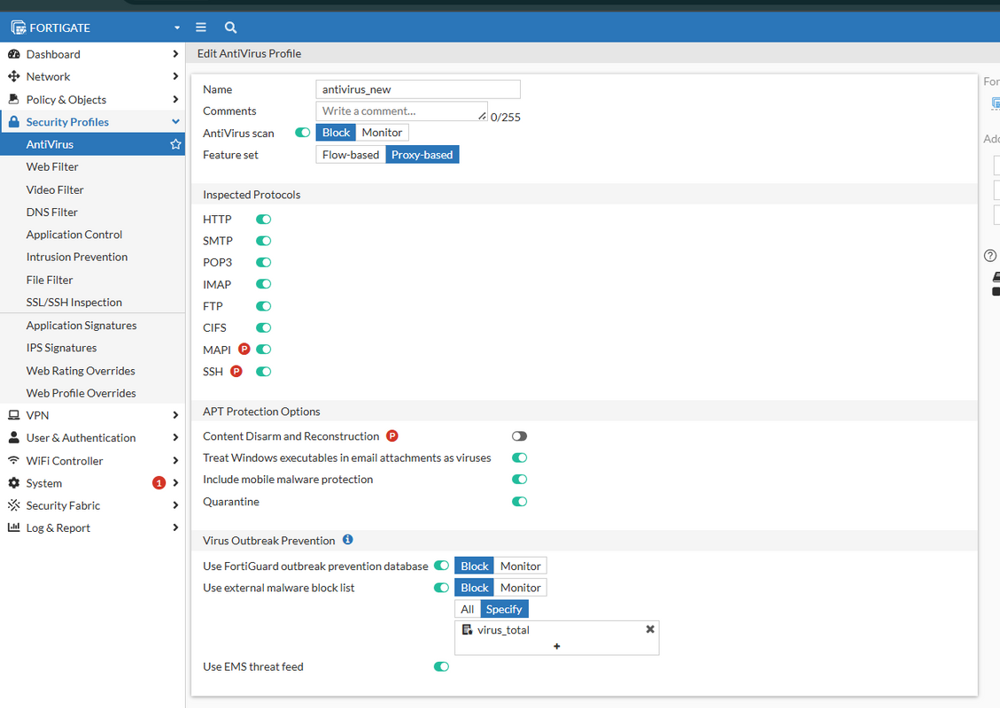 FORTIGATE
Dashboard
Network
Policy & Objects
Security Profiles
AntiVirus
Web Filter
Video Filter
DNS Filter
Application Control
Intrusion Prevention
File Filter
SSL/SSH Inspection
Application Signatures
IPS Signatures
Web Rating Overrides
Web Profile Overrides
VPN
User & Authentication
WiFi Controller
System 1
Security Fabric
Log & Report
Edit AntiVirus Profile
Name antivirus_new
Comments Write a comment... 0/255
AntiVirus scan Block Monitor
Feature set Flow-based Proxy-based
Inspected Protocols
HTTP
SMTP
POP3
IMAP
FTP
CIFS
MAPI P
SSH P
APT Protection Options
Content Disarm and Reconstruction P
Treat Windows executables in email attachments as viruses
Include mobile malware protection
Quarantine
Virus Outbreak Prevention
Use FortiGuard outbreak prevention database Block Monitor
Use external malware block list Block Monitor
All Specify
virus_total
Use EMS threat feed
For
Add